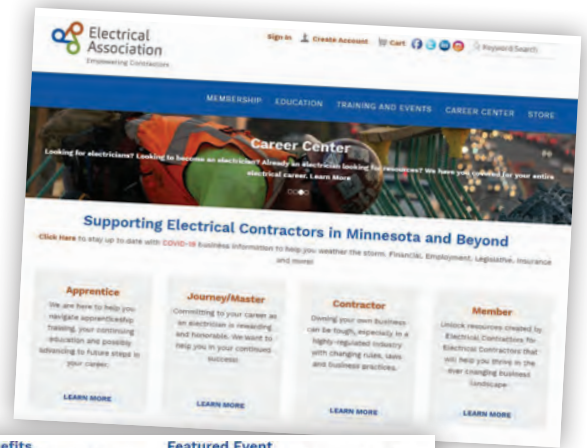 Electrical
Association
Empowering Contractors
Sign In Create Account Cart Keyword Search
MEMBERSHIP EDUCATION TRAINING AND EVENTS CAREER CENTER STORE
Career Center
Looking for electricians? Looking to become an electrician? Already an electrician looking for resources? We have you covered for your entire
electrical career. Learn More
Supporting Electrical Contractors in Minnesota and Beyond
Click Here to stay up to date with COVID-19 business information to help you weather the storm. Financial, Employment, Legislative, Insurance
and more!
Apprentice
We are here to help you
navigate apprenticeship
training, your continuing
education and possibly
advancing to future steps in
your career.
LEARN MORE
Journey/Master
Committing to your career as
an electrician is rewarding
and honorable. We want to
help you in your continued
success!
LEARN MORE
Contractor
Owning your own business
can be tough, especially in a
highly-regulated industry
with changing rules, laws
and business practices.
LEARN MORE
Member
Unlock resources created by
Electrical Contractors for
Electrical Contractors that
will help you thrive in the
ever changing business
landscape
LEARN MORE
Featured Event